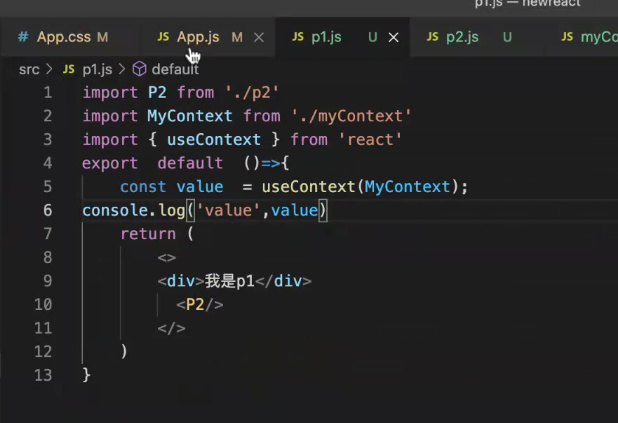 p1.js — newreact
# App.css M JS App.js M × JS p1.js U × JS p2.js U JS myCo
src > JS p1.js > default
1 import P2 from './p2'
2 import MyContext from './myContext'
3 import { useContext } from 'react'
4 export  default  ()=>{
5     const value  = useContext(MyContext);
6 console.log('value',value)
7     return (
8         <>
9         <div>我是p1</div>
10           <P2/>
11         </>
12     )
13 }